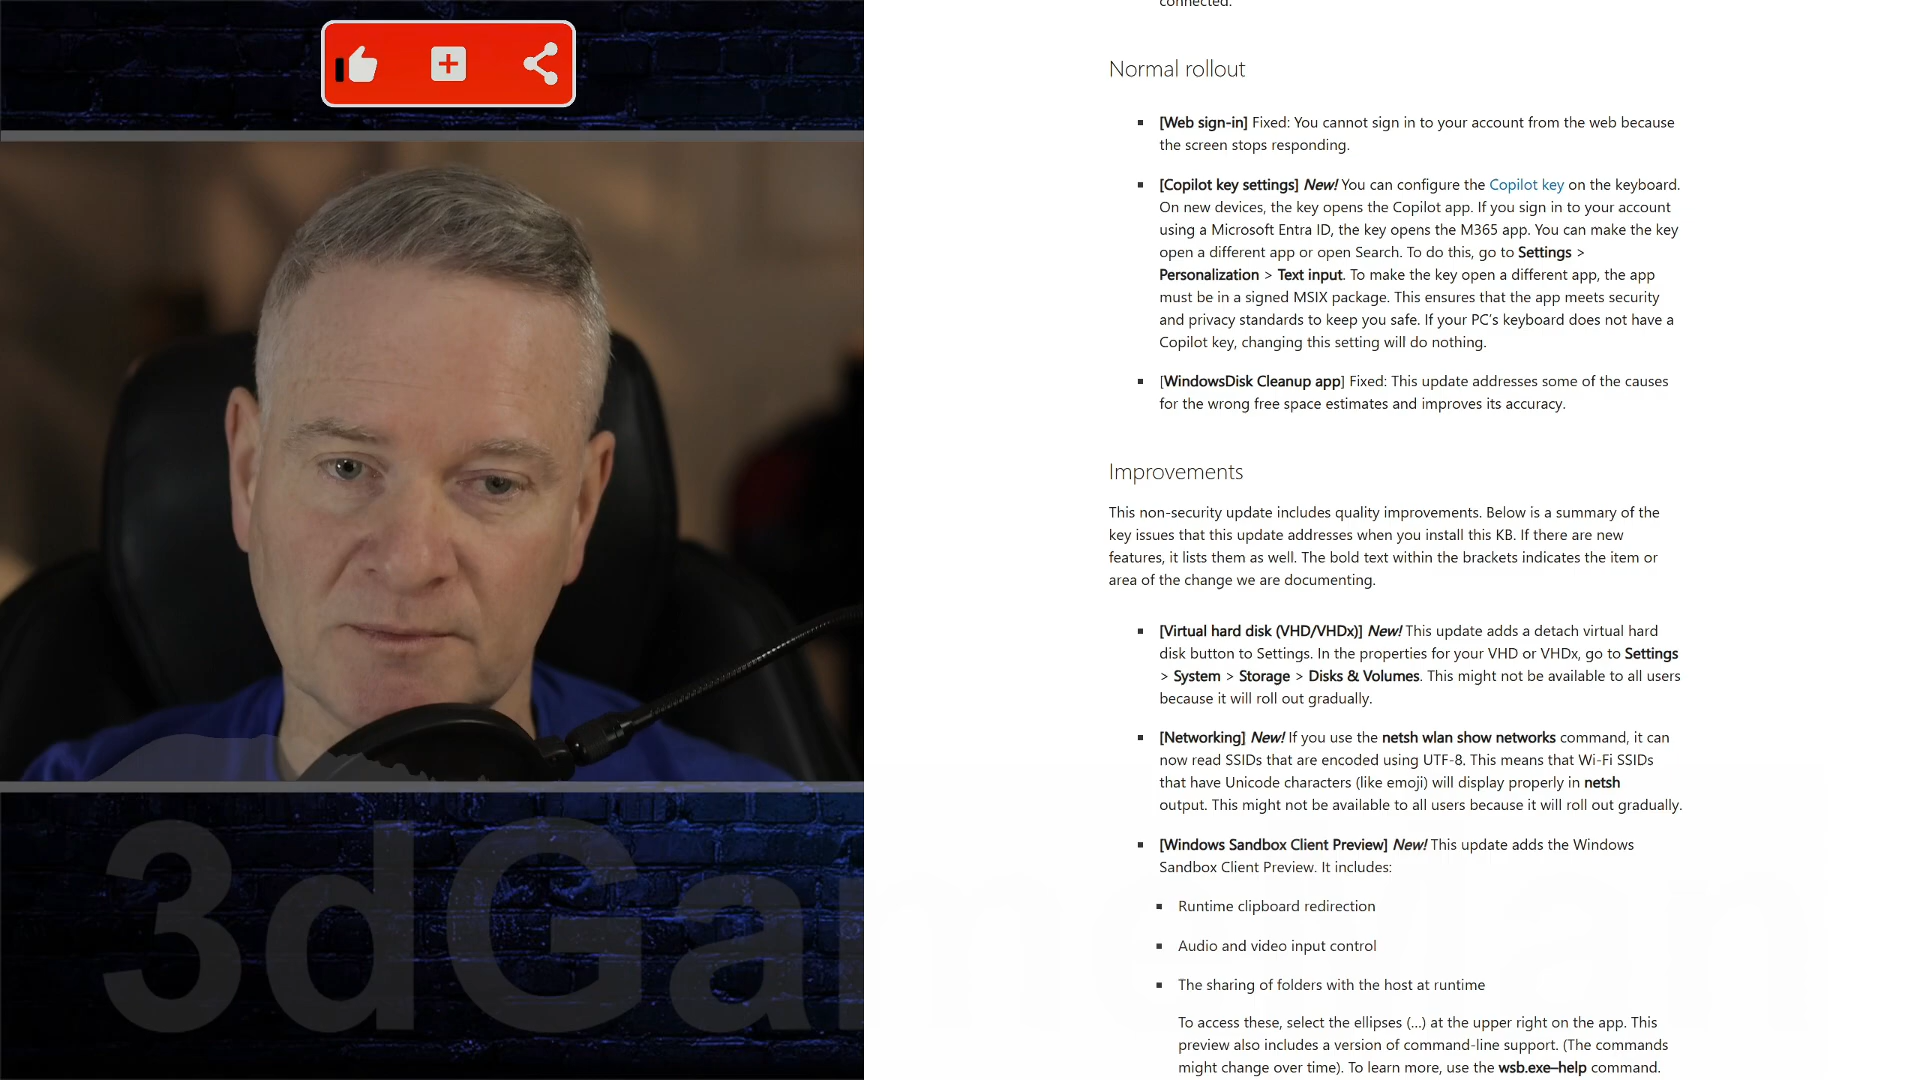 connected.
Normal rollout
▪ [Web sign-in] Fixed: You cannot sign in to your account from the web because
the screen stops responding.
▪ [Copilot key settings] New! You can configure the Copilot key on the keyboard.
On new devices, the key opens the Copilot app. If you sign in to your account
using a Microsoft Entra ID, the key opens the M365 app. You can make the key
open a different app or open Search. To do this, go to Settings >
Personalization > Text input. To make the key open a different app, the app
must be in a signed MSIX package. This ensures that the app meets security
and privacy standards to keep you safe. If your PC's keyboard does not have a
Copilot key, changing this setting will do nothing.
▪ [WindowsDisk Cleanup app] Fixed: This update addresses some of the causes
for the wrong free space estimates and improves its accuracy.
Improvements
This non-security update includes quality improvements. Below is a summary of the
key issues that this update addresses when you install this KB. If there are new
features, it lists them as well. The bold text within the brackets indicates the item or
area of the change we are documenting.
▪ [Virtual hard disk (VHD/VHDx)] New! This update adds a detach virtual hard
disk button to Settings. In the properties for your VHD or VHDx, go to Settings
> System > Storage > Disks & Volumes. This might not be available to all users
because it will roll out gradually.
▪ [Networking] New! If you use the netsh wlan show networks command, it can
now read SSIDs that are encoded using UTF-8. This means that Wi-Fi SSIDs
that have Unicode characters (like emoji) will display properly in netsh
output. This might not be available to all users because it will roll out gradually.
▪ [Windows Sandbox Client Preview] New! This update adds the Windows
Sandbox Client Preview. It includes:
▪ Runtime clipboard redirection
▪ Audio and video input control
▪ The sharing of folders with the host at runtime
To access these, select the ellipses (…) at the upper right on the app. This
preview also includes a version of command-line support. (The commands
might change over time). To learn more, use the wsb.exe–help command.
3dGameMan